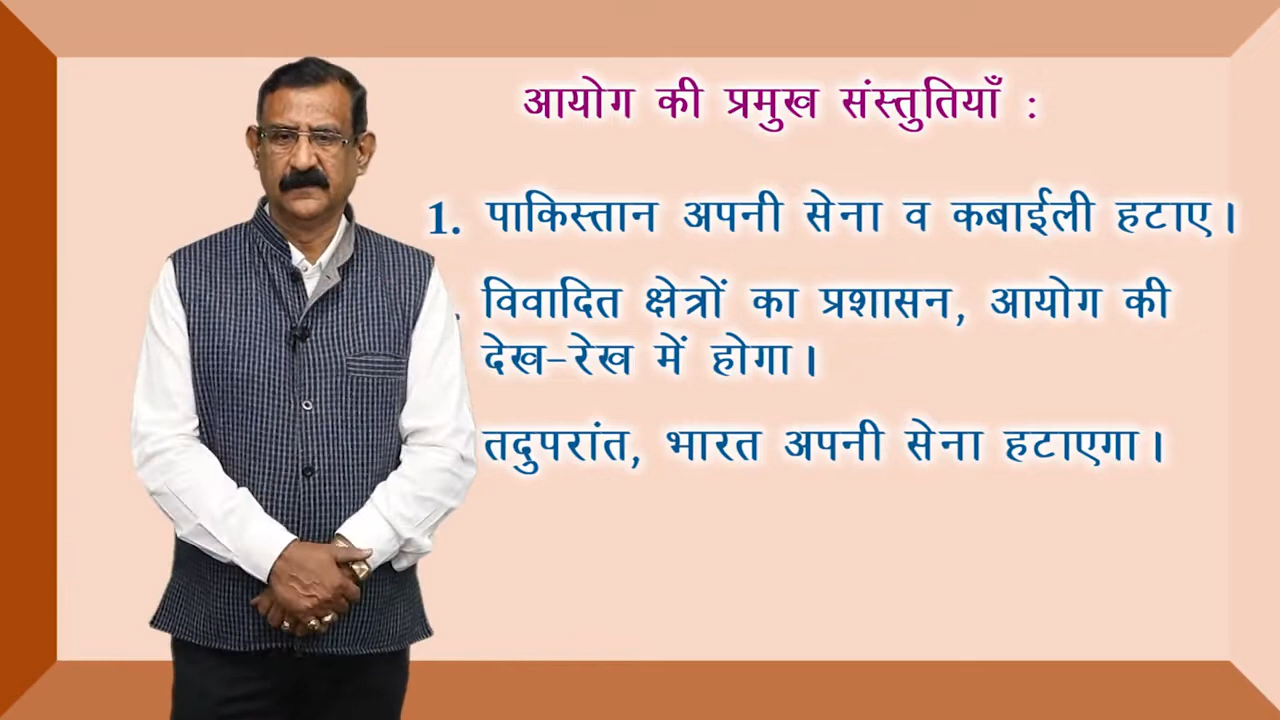 आयोग की प्रमुख संस्तुतियाँ :
1. पाकिस्तान अपनी सेना व कबाईली हटाए।
विवादित क्षेत्रों का प्रशासन, आयोग की
देख-रेख में होगा।
तदुपरांत, भारत अपनी सेना हटाएगा।